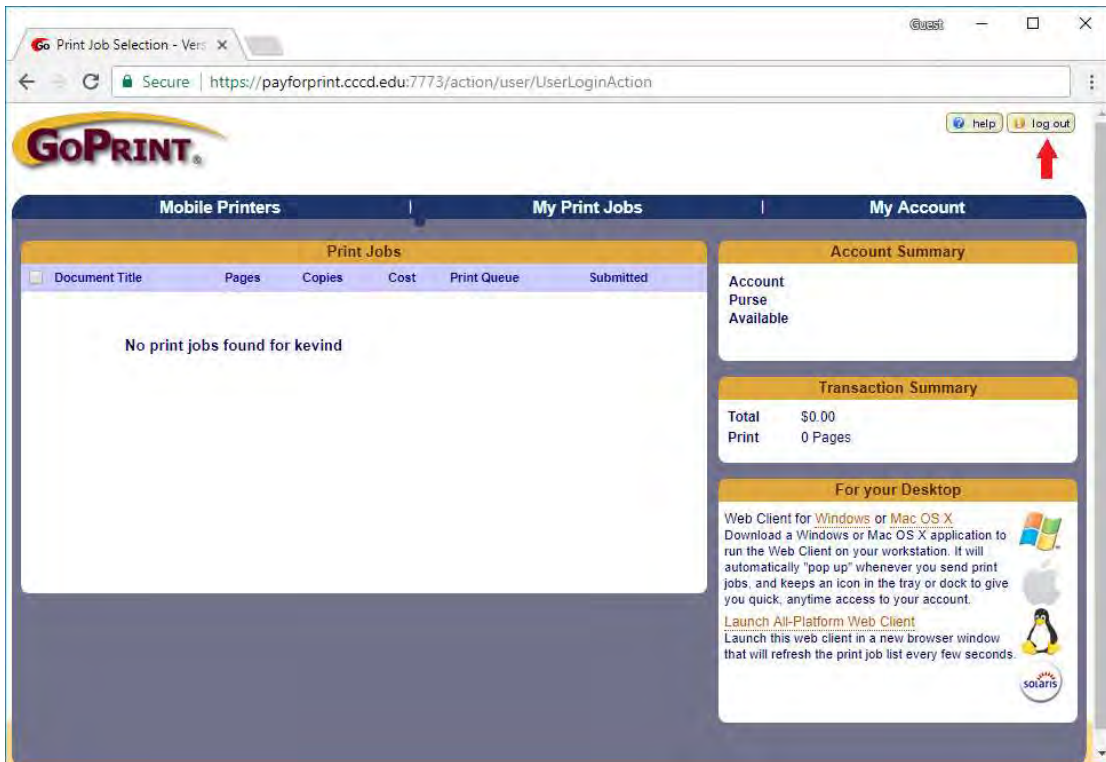 Guest
Go Print Job Selection - Vers
Secure | https://payforprint.cccd.edu:7773/action/user/UserLoginAction
GOPRINT®
help log out
Mobile Printers | My Print Jobs | My Account
Print Jobs
Document Title Pages Copies Cost Print Queue Submitted
No print jobs found for kevind
Account Summary
Account
Purse
Available
Transaction Summary
Total $0.00
Print 0 Pages
For your Desktop
Web Client for Windows or Mac OS X
Download a Windows or Mac OS X application to
run the Web Client on your workstation. It will
automatically "pop up" whenever you send print
jobs, and keeps an icon in the tray or dock to give
you quick, anytime access to your account.
Launch All-Platform Web Client
Launch this web client in a new browser window
that will refresh the print job list every few seconds.
solaris